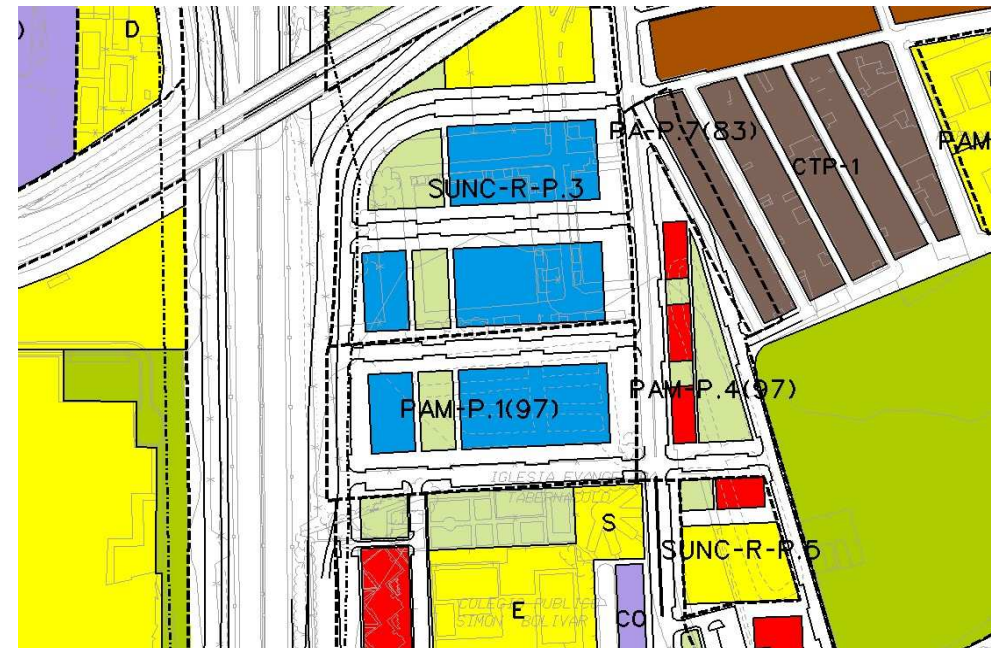 D
PA-P.7(83)
PAM
CTP-1
SUNC-R-P.3
PAM-P.4(97)
PAM-P.1(97)
IGLESIA EVANGELICA
TABERNACULO
S
SUNC-R-P.5
COLEGIO PUBLICO
SIMON BOLIVAR
E
CO